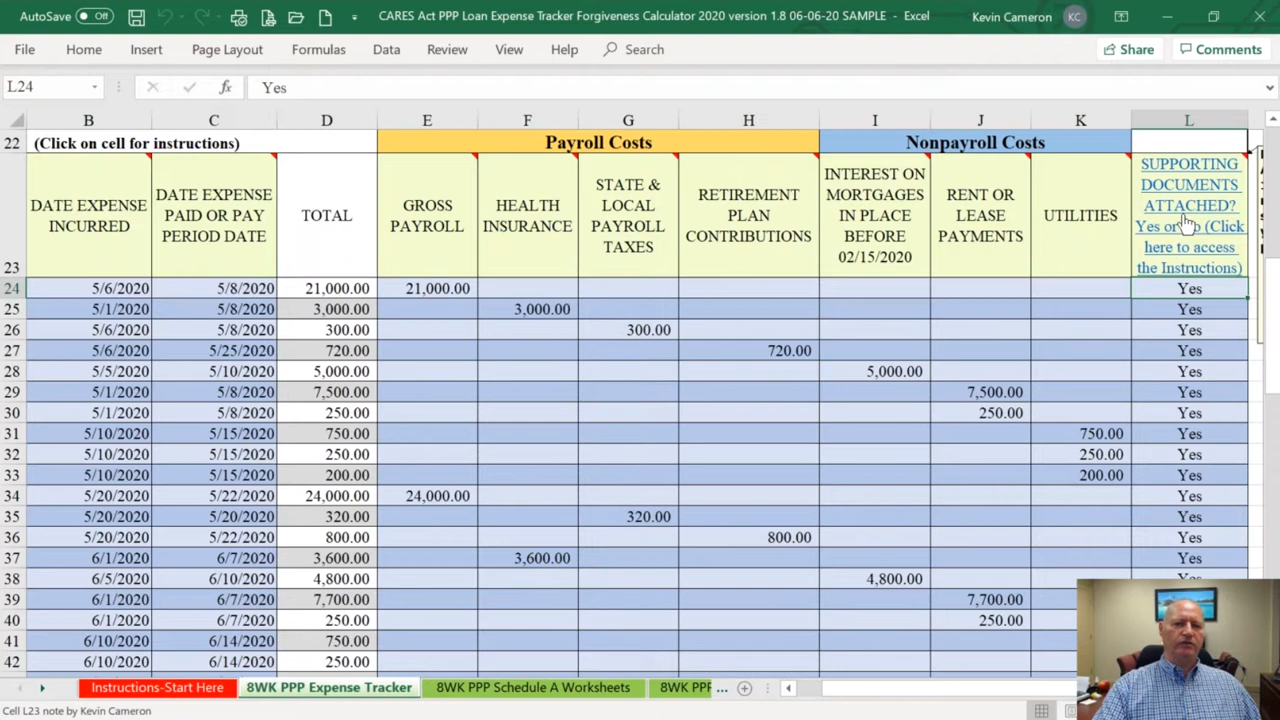 AutoSave Off CARES Act PPP Loan Expense Tracker Forgiveness Calculator 2020 version 1.8 06-06-20 SAMPLE - Excel Kevin Cameron KC
File Home Insert Page Layout Formulas Data Review View Help Search Share Comments
L24 fx Yes
B C D E F G H I J K L
22 (Click on cell for instructions) Payroll Costs Nonpayroll Costs
23
DATE EXPENSE
INCURRED
DATE EXPENSE
PAID OR PAY
PERIOD DATE
TOTAL
GROSS
PAYROLL
HEALTH
INSURANCE
STATE &
LOCAL
PAYROLL
TAXES
RETIREMENT
PLAN
CONTRIBUTIONS
INTEREST ON
MORTGAGES
IN PLACE
BEFORE
02/15/2020
RENT OR
LEASE
PAYMENTS
UTILITIES
SUPPORTING
DOCUMENTS
ATTACHED?
Yes or (Click
here to access
the Instructions)
24 5/6/2020 5/8/2020 21,000.00 21,000.00 Yes
25 5/1/2020 5/8/2020 3,000.00 3,000.00 Yes
26 5/6/2020 5/8/2020 300.00 300.00 Yes
27 5/6/2020 5/25/2020 720.00 720.00 Yes
28 5/5/2020 5/10/2020 5,000.00 5,000.00 Yes
29 5/1/2020 5/8/2020 7,500.00 7,500.00 Yes
30 5/1/2020 5/8/2020 250.00 250.00 Yes
31 5/10/2020 5/15/2020 750.00 750.00 Yes
32 5/10/2020 5/15/2020 250.00 250.00 Yes
33 5/10/2020 5/15/2020 200.00 200.00 Yes
34 5/20/2020 5/22/2020 24,000.00 24,000.00 Yes
35 5/20/2020 5/20/2020 320.00 320.00 Yes
36 5/20/2020 5/22/2020 800.00 800.00 Yes
37 6/1/2020 6/7/2020 3,600.00 3,600.00 Yes
38 6/5/2020 6/10/2020 4,800.00 4,800.00 Yes
39 6/1/2020 6/7/2020 7,700.00 7,700.00
40 6/1/2020 6/7/2020 250.00 250.00
41 6/10/2020 6/14/2020 750.00
42 6/10/2020 6/14/2020 250.00
Instructions-Start Here 8WK PPP Expense Tracker 8WK PPP Schedule A Worksheets 8WK PPF ...
Cell L23 note by Kevin Cameron